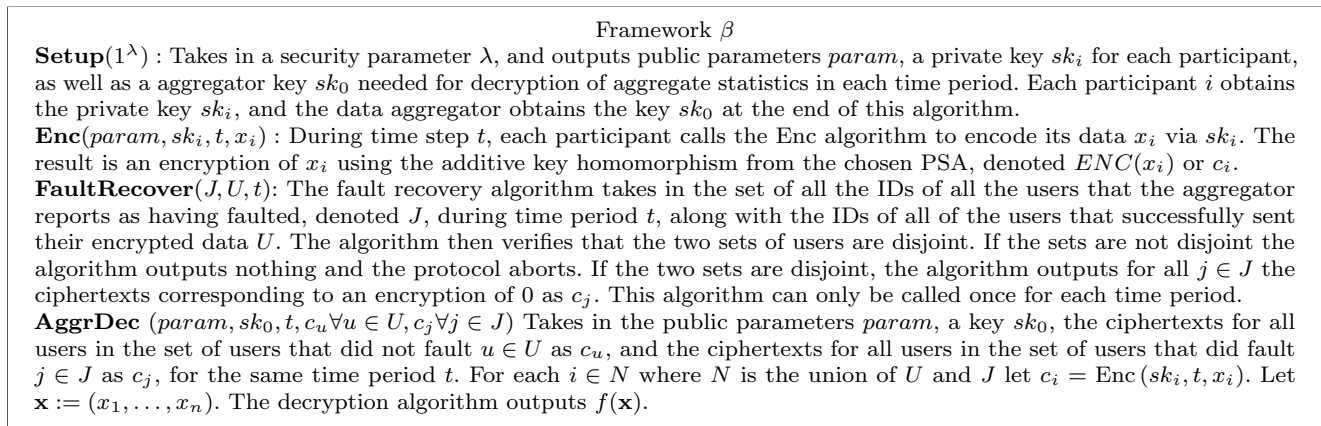 Framework β
Setup(1^λ) : Takes in a security parameter λ, and outputs public parameters param, a private key sk_i for each participant,
as well as a aggregator key sk_0 needed for decryption of aggregate statistics in each time period. Each participant i obtains
the private key sk_i, and the data aggregator obtains the key sk_0 at the end of this algorithm.
Enc(param, sk_i, t, x_i) : During time step t, each participant calls the Enc algorithm to encode its data x_i via sk_i. The
result is an encryption of x_i using the additive key homomorphism from the chosen PSA, denoted ENC(x_i) or c_i.
FaultRecover(J, U, t): The fault recovery algorithm takes in the set of all the IDs of all the users that the aggregator
reports as having faulted, denoted J, during time period t, along with the IDs of all of the users that successfully sent
their encrypted data U. The algorithm then verifies that the two sets of users are disjoint. If the sets are not disjoint the
algorithm outputs nothing and the protocol aborts. If the two sets are disjoint, the algorithm outputs for all j ∈ J the
ciphertexts corresponding to an encryption of 0 as c_j. This algorithm can only be called once for each time period.
AggrDec (param, sk_0, t, c_u∀u ∈ U, c_j∀j ∈ J) Takes in the public parameters param, a key sk_0, the ciphertexts for all
users in the set of users that did not fault u ∈ U as c_u, and the ciphertexts for all users in the set of users that did fault
j ∈ J as c_j, for the same time period t. For each i ∈ N where N is the union of U and J let c_i = Enc (sk_i, t, x_i). Let
x := (x_1, . . . , x_n). The decryption algorithm outputs f(x).